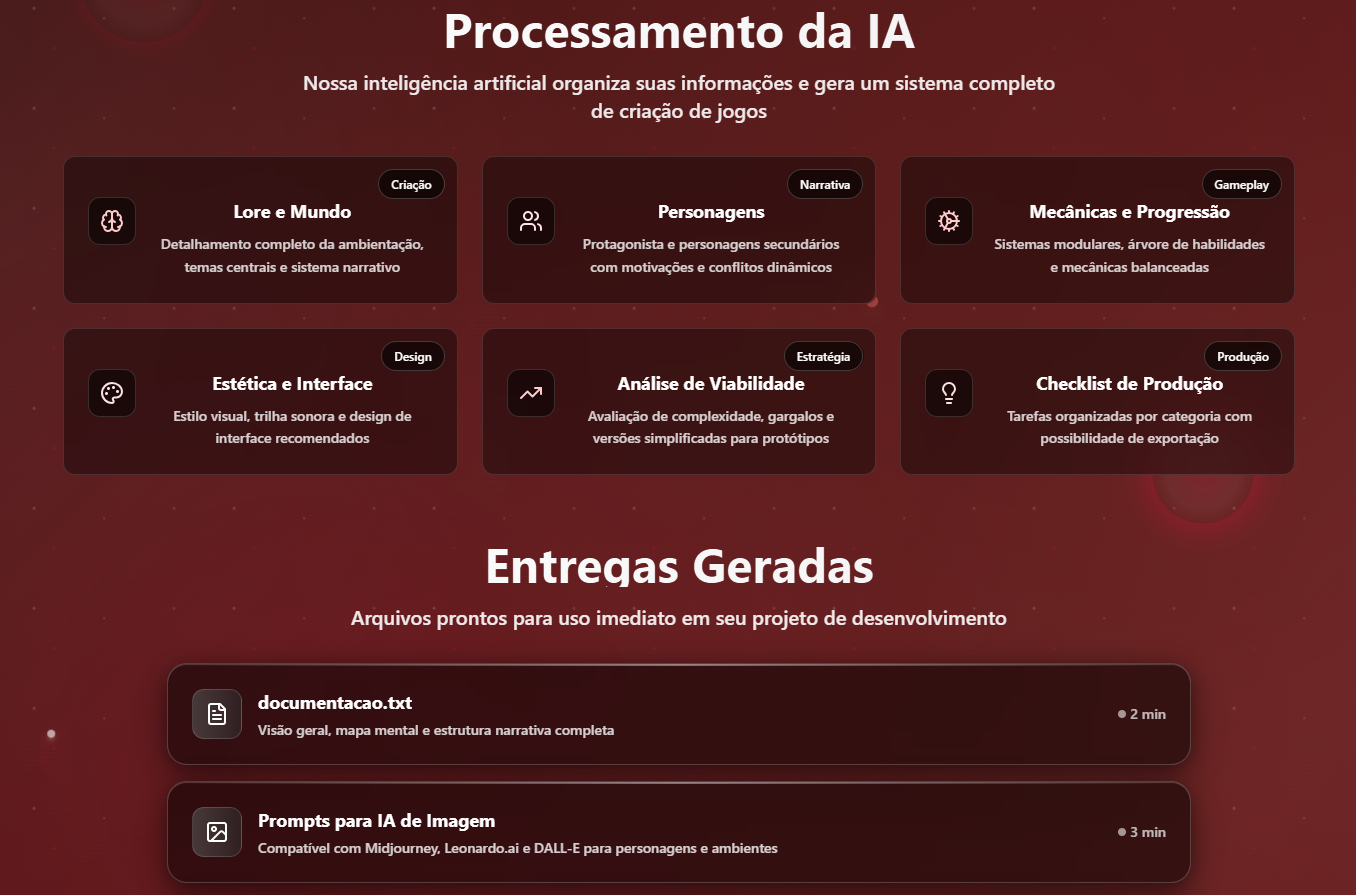 Processamento da IA
Nossa inteligência artificial organiza suas informações e gera um sistema completo
de criação de jogos
Criação
Lore e Mundo
Detalhamento completo da ambientação,
temas centrais e sistema narrativo
Narrativa
Personagens
Protagonista e personagens secundários
com motivações e conflitos dinâmicos
Gameplay
Mecânicas e Progressão
Sistemas modulares, árvore de habilidades
e mecânicas balanceadas
Design
Estética e Interface
Estilo visual, trilha sonora e design de
interface recomendados
Estratégia
Análise de Viabilidade
Avaliação de complexidade, gargalos e
versões simplificadas para protótipos
Produção
Checklist de Produção
Tarefas organizadas por categoria com
possibilidade de exportação
Entregas Geradas
Arquivos prontos para uso imediato em seu projeto de desenvolvimento
documentacao.txt
Visão geral, mapa mental e estrutura narrativa completa
2 min
Prompts para IA de Imagem
Compatível com Midjourney, Leonardo.ai e DALL-E para personagens e ambientes
3 min